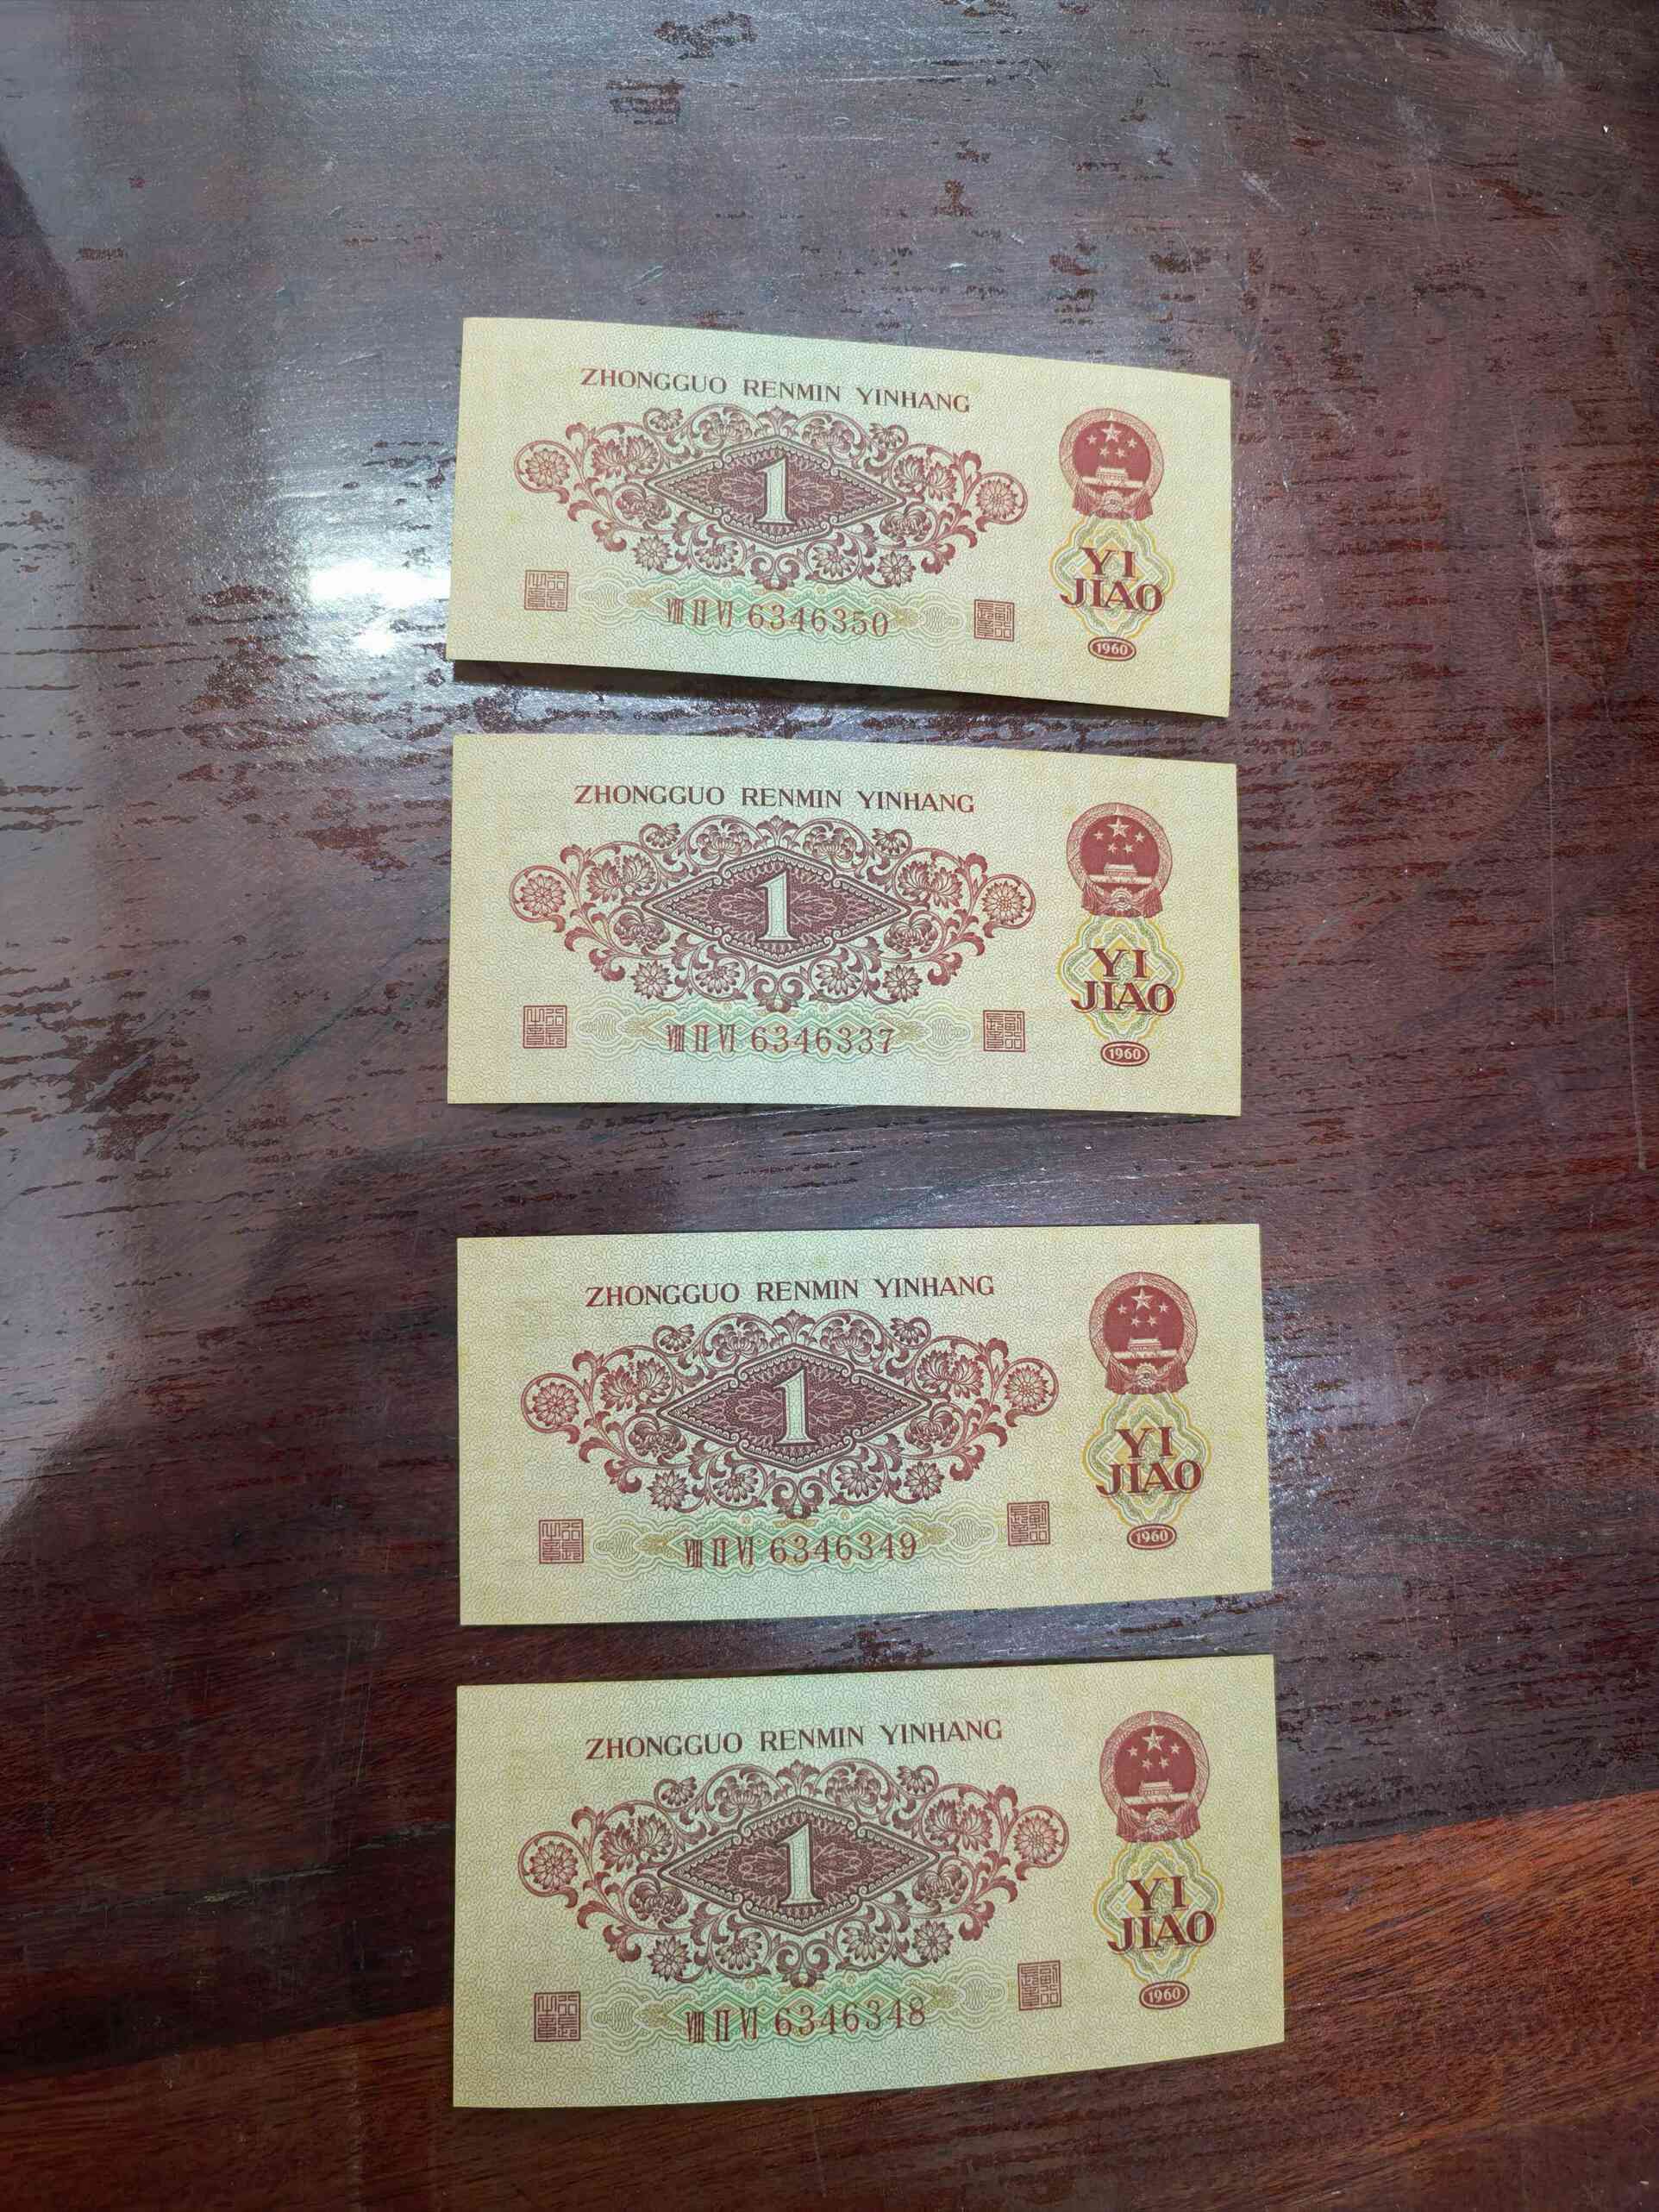 ZHONGGUO RENMIN YINHANG
1
YI
JIAO
VIII II VI 6346350
1960
ZHONGGUO RENMIN YINHANG
1
YI
JIAO
VIII II VI 6346337
1960
ZHONGGUO RENMIN YINHANG
1
YI
JIAO
VIII II VI 6346349
1960
ZHONGGUO RENMIN YINHANG
1
YI
JIAO
VIII II VI 6346348
1960